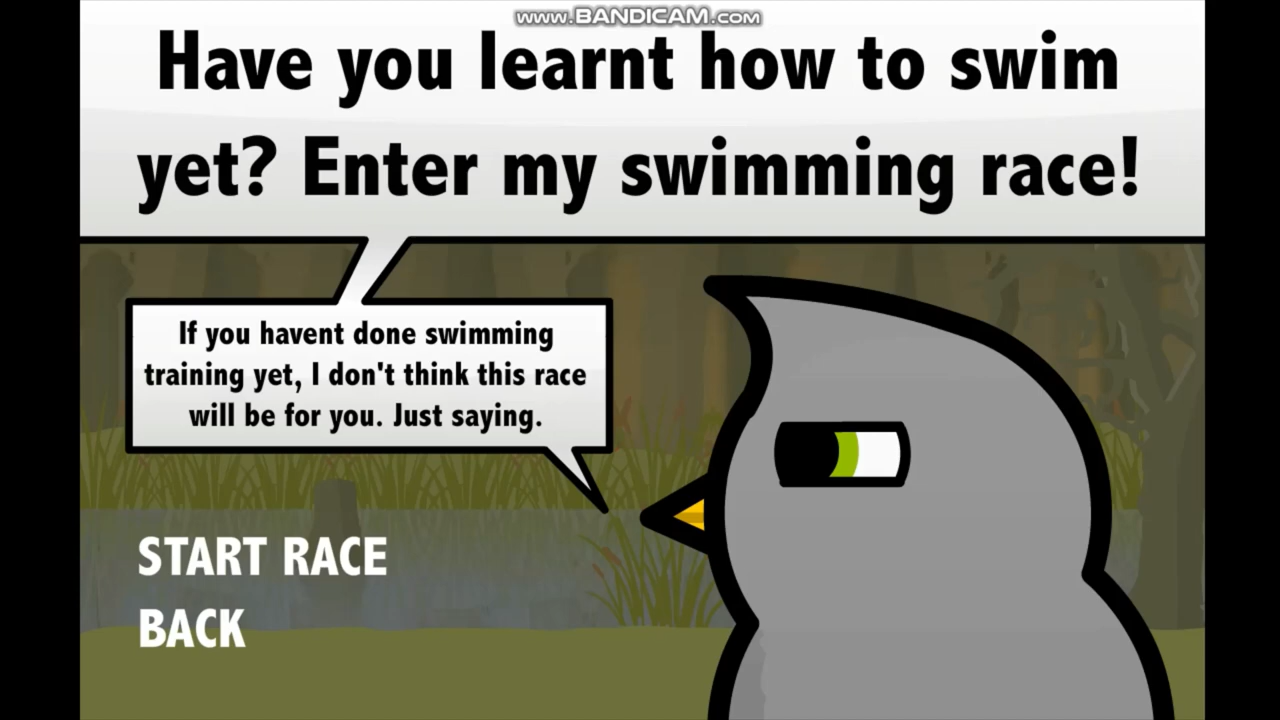 www.BANDICAM.com
Have you learnt how to swim
yet? Enter my swimming race!
If you havent done swimming
training yet, I don't think this race
will be for you. Just saying.
START RACE
BACK